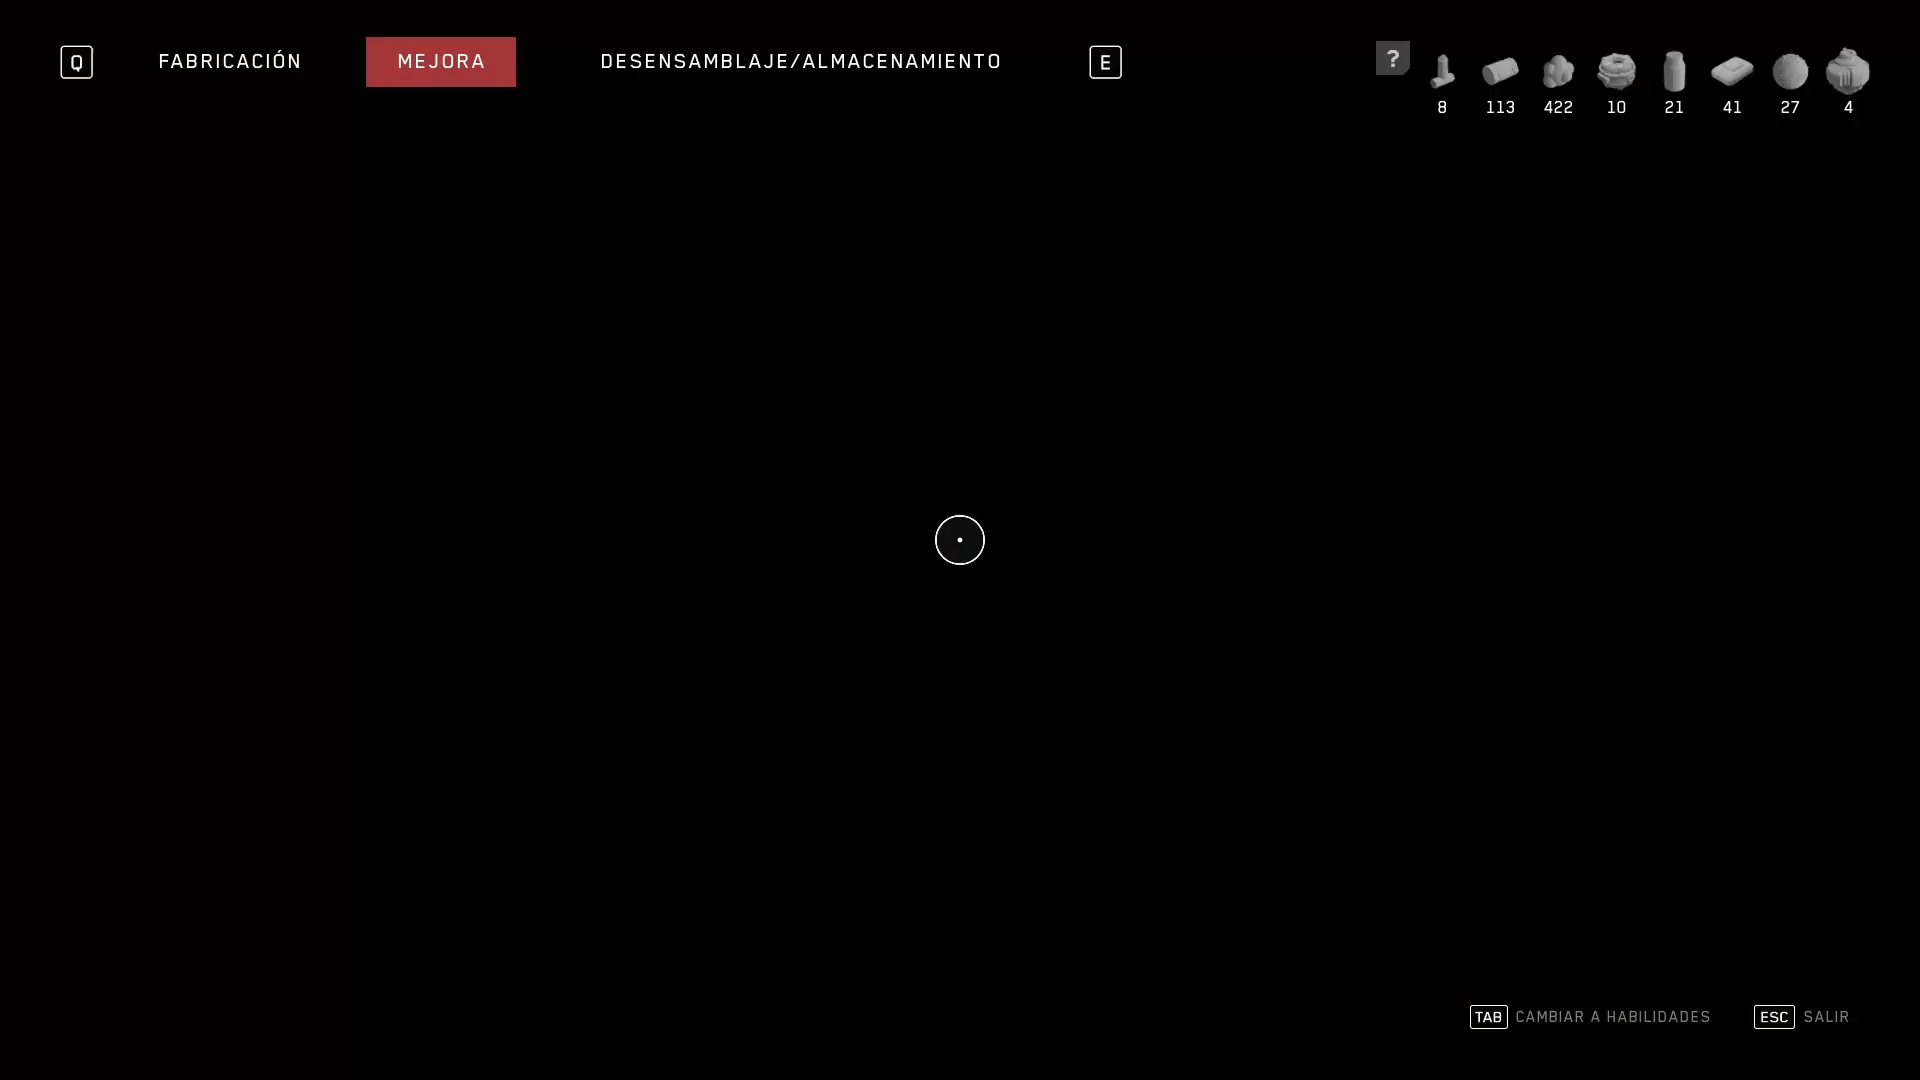 Q FABRICACIÓN MEJORA DESENSAMBLAJE/ALMACENAMIENTO E ?
8 113 422 10 21 41 27 4
TAB CAMBIAR A HABILIDADES ESC SALIR